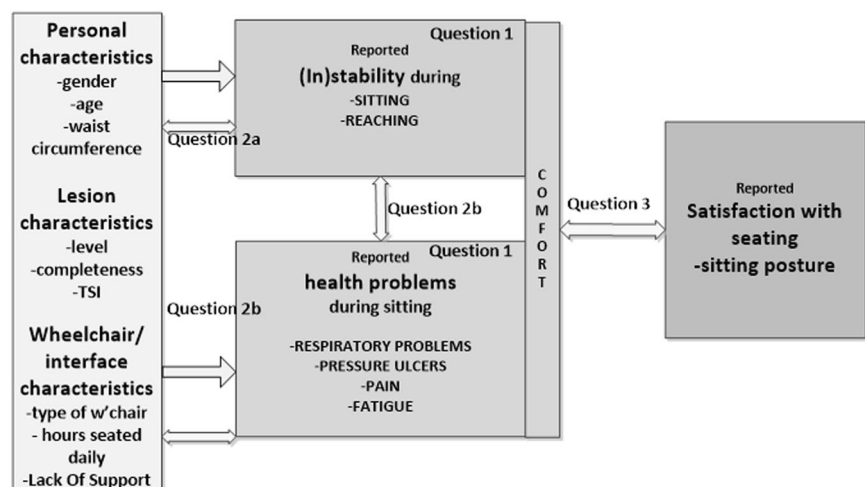 Personal
characteristics
-gender
-age
-waist
circumference
Lesion
characteristics
-level
-completeness
-TSI
Wheelchair/
interface
characteristics
-type of w'chair
- hours seated
daily
-Lack Of Support
Question 2a
Question 2b
Question 1
Reported
(In)stability during
-SITTING
-REACHING
Question 2b
Question 1
Reported
health problems
during sitting
-RESPIRATORY PROBLEMS
-PRESSURE ULCERS
-PAIN
-FATIGUE
COMFORT
Question 3
Reported
Satisfaction with
seating
-sitting posture